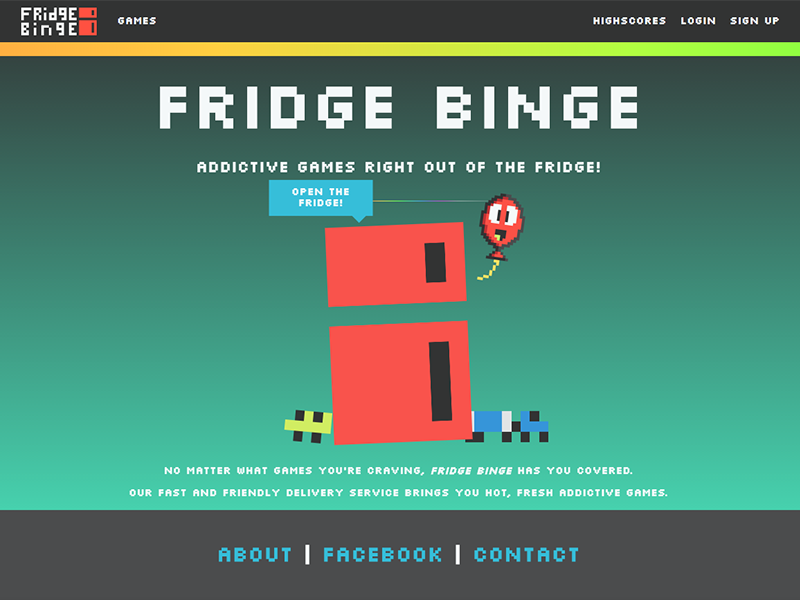 FRidgE
BingE
GAMES
HIGHSCORES LOGIN SIGN UP
FRIDGE BINGE
ADDICTIVE GAMES RIGHT OUT OF THE FRIDGE!
OPEN THE
FRIDGE!
NO MATTER WHAT GAMES YOU'RE CRAVING, FRIDGE BINGE HAS YOU COVERED.
OUR FAST AND FRIENDLY DELIVERY SERVICE BRINGS YOU HOT, FRESH ADDICTIVE GAMES.
ABOUT | FACEBOOK | CONTACT